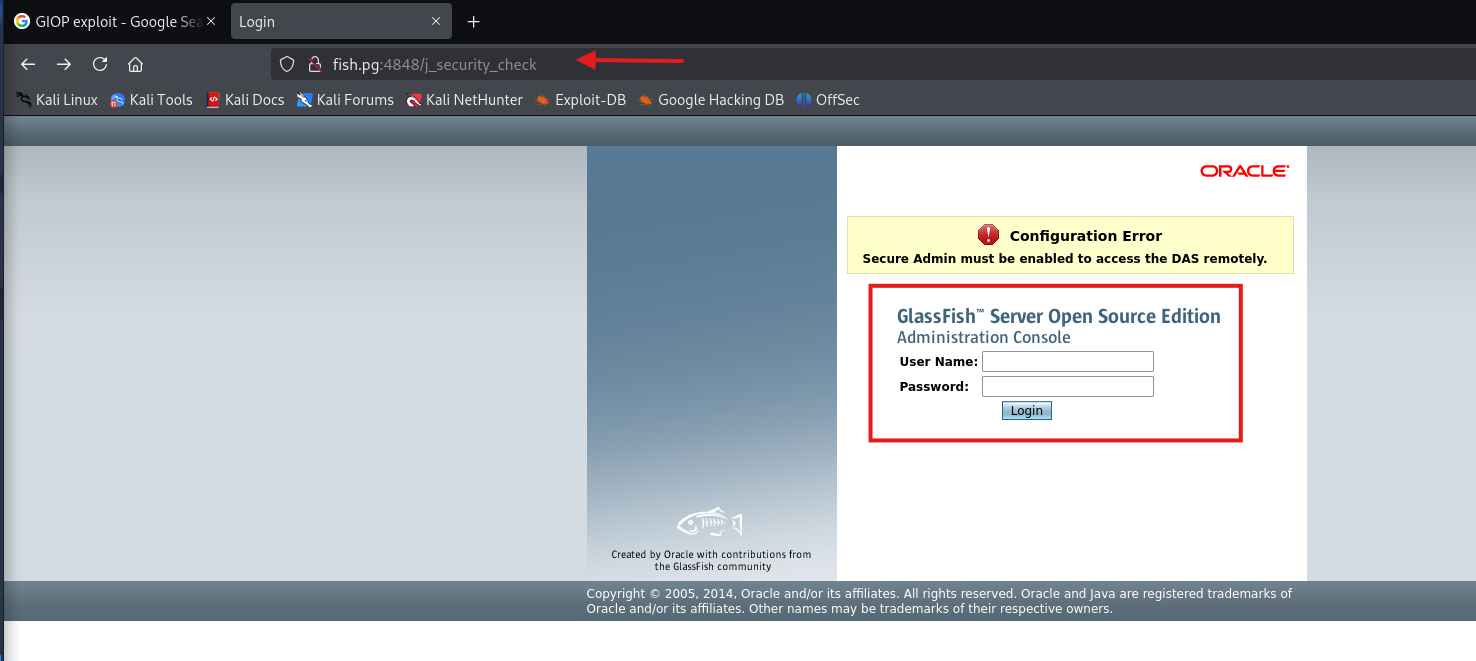 GIOP exploit - Google Sea
Login
fish.pg:4848/j_security_check
Kali Linux Kali Tools Kali Docs Kali Forums Kali NetHunter Exploit-DB Google Hacking DB OffSec
ORACLE
Configuration Error
Secure Admin must be enabled to access the DAS remotely.
GlassFish™ Server Open Source Edition
Administration Console
User Name:
Password:
Login
Created by Oracle with contributions from
the GlassFish community
Copyright © 2005, 2014, Oracle and/or its affiliates. All rights reserved. Oracle and Java are registered trademarks of
Oracle and/or its affiliates. Other names may be trademarks of their respective owners.